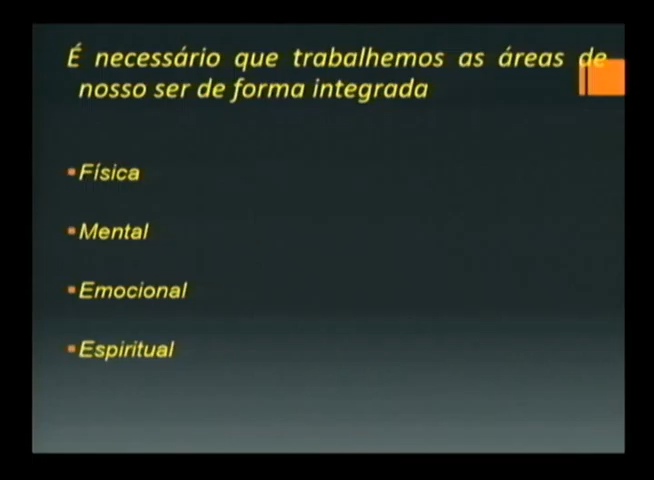 É necessário que trabalhemos as áreas de
nosso ser de forma integrada
Física
Mental
Emocional
Espiritual